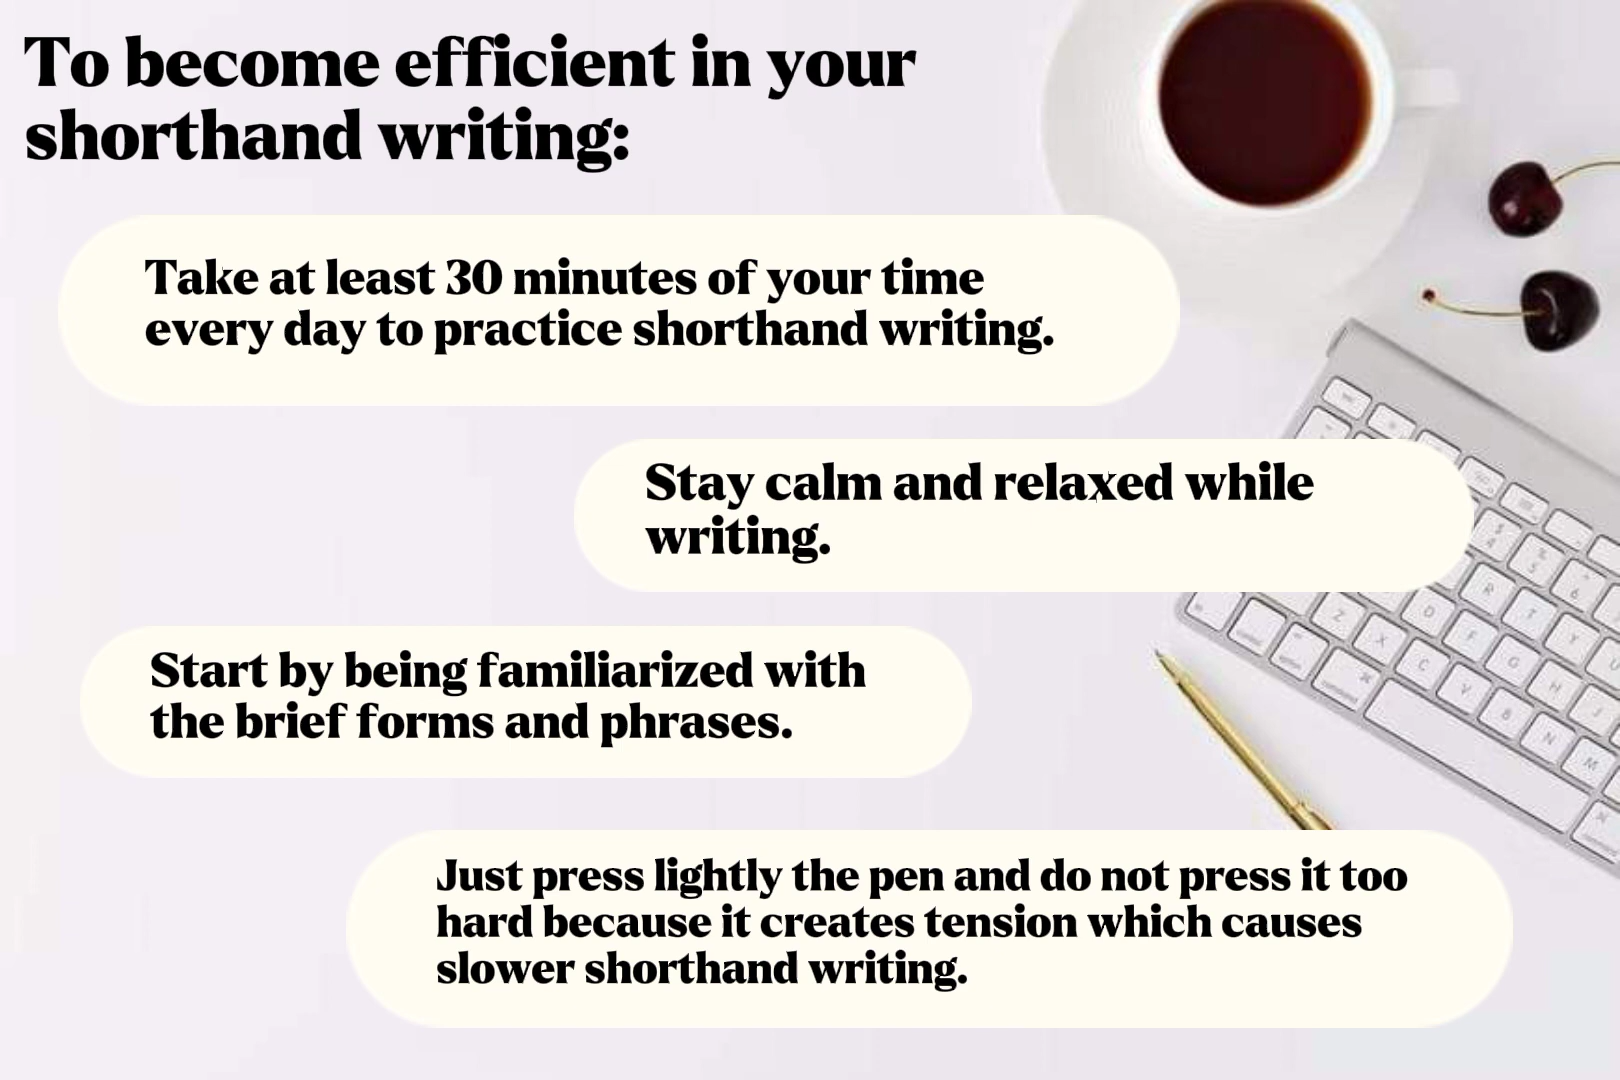 To become efficient in your
shorthand writing:
Take at least 30 minutes of your time
every day to practice shorthand writing.
Stay calm and relaxed while
writing.
Start by being familiarized with
the brief forms and phrases.
Just press lightly the pen and do not press it too
hard because it creates tension which causes
slower shorthand writing.